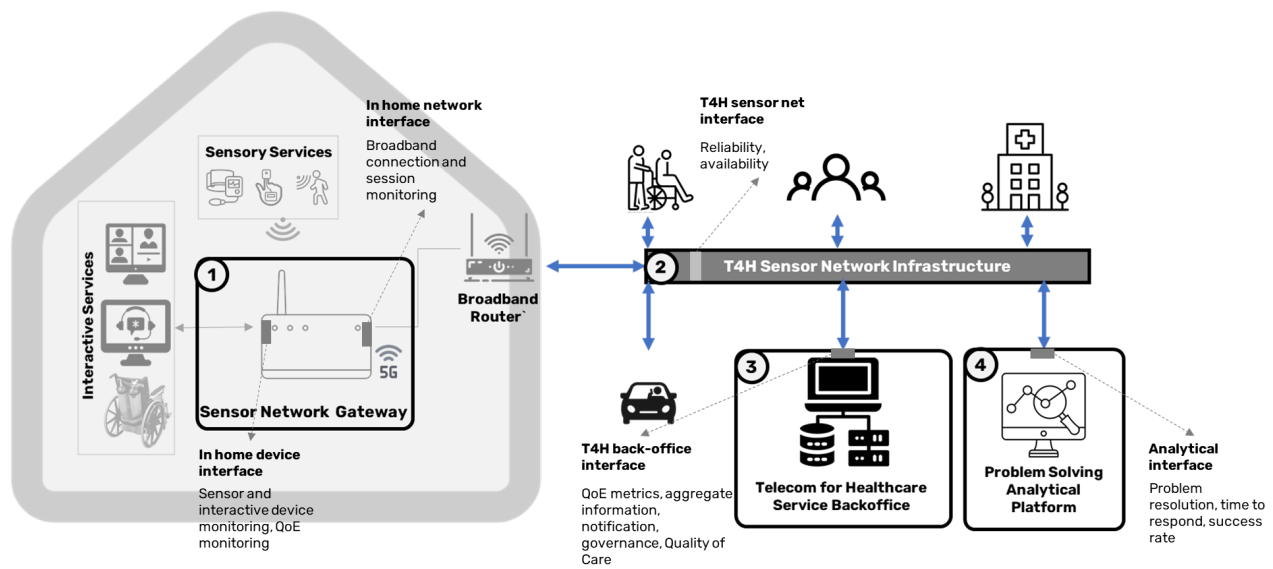 In home network
interface
Broadband
connection and
session
monitoring
Sensory Services
Interactive Services
1
5G
Sensor Network Gateway
Broadband
Router`
In home device
interface
Sensor and
interactive device
monitoring, QoE
monitoring
T4H sensor net
interface
Reliability,
availability
2
T4H Sensor Network Infrastructure
T4H back-office
interface
QoE metrics, aggregate
information,
notification,
governance, Quality of
Care
3
Telecom for Healthcare
Service Backoffice
4
Problem Solving
Analytical
Platform
Analytical
interface
Problem
resolution, time to
respond, success
rate